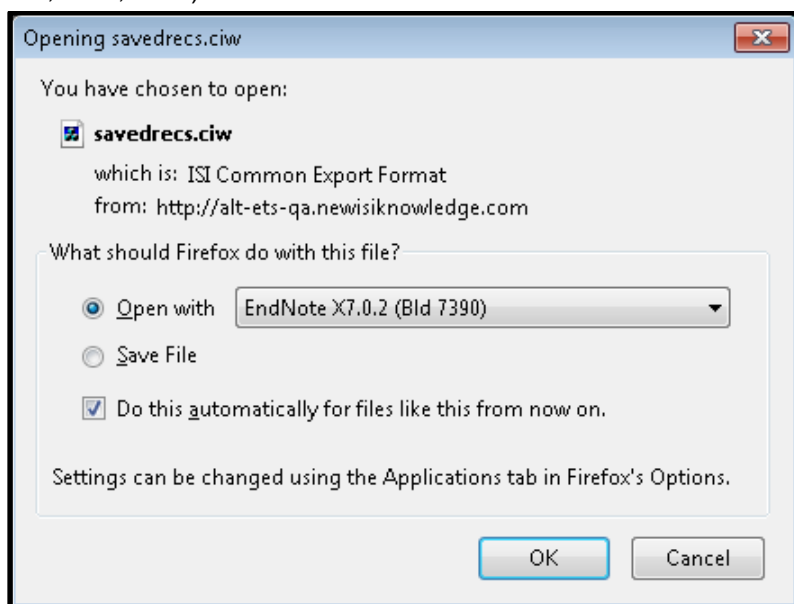 Opening savedrecs.ciw
You have chosen to open:
savedrecs.ciw
which is: ISI Common Export Format
from: http://alt-ets-qa.newisiknowledge.com
What should Firefox do with this file?
Open with EndNote X7.0.2 (Bld 7390)
Save File
Do this automatically for files like this from now on.
Settings can be changed using the Applications tab in Firefox's Options.
OK Cancel